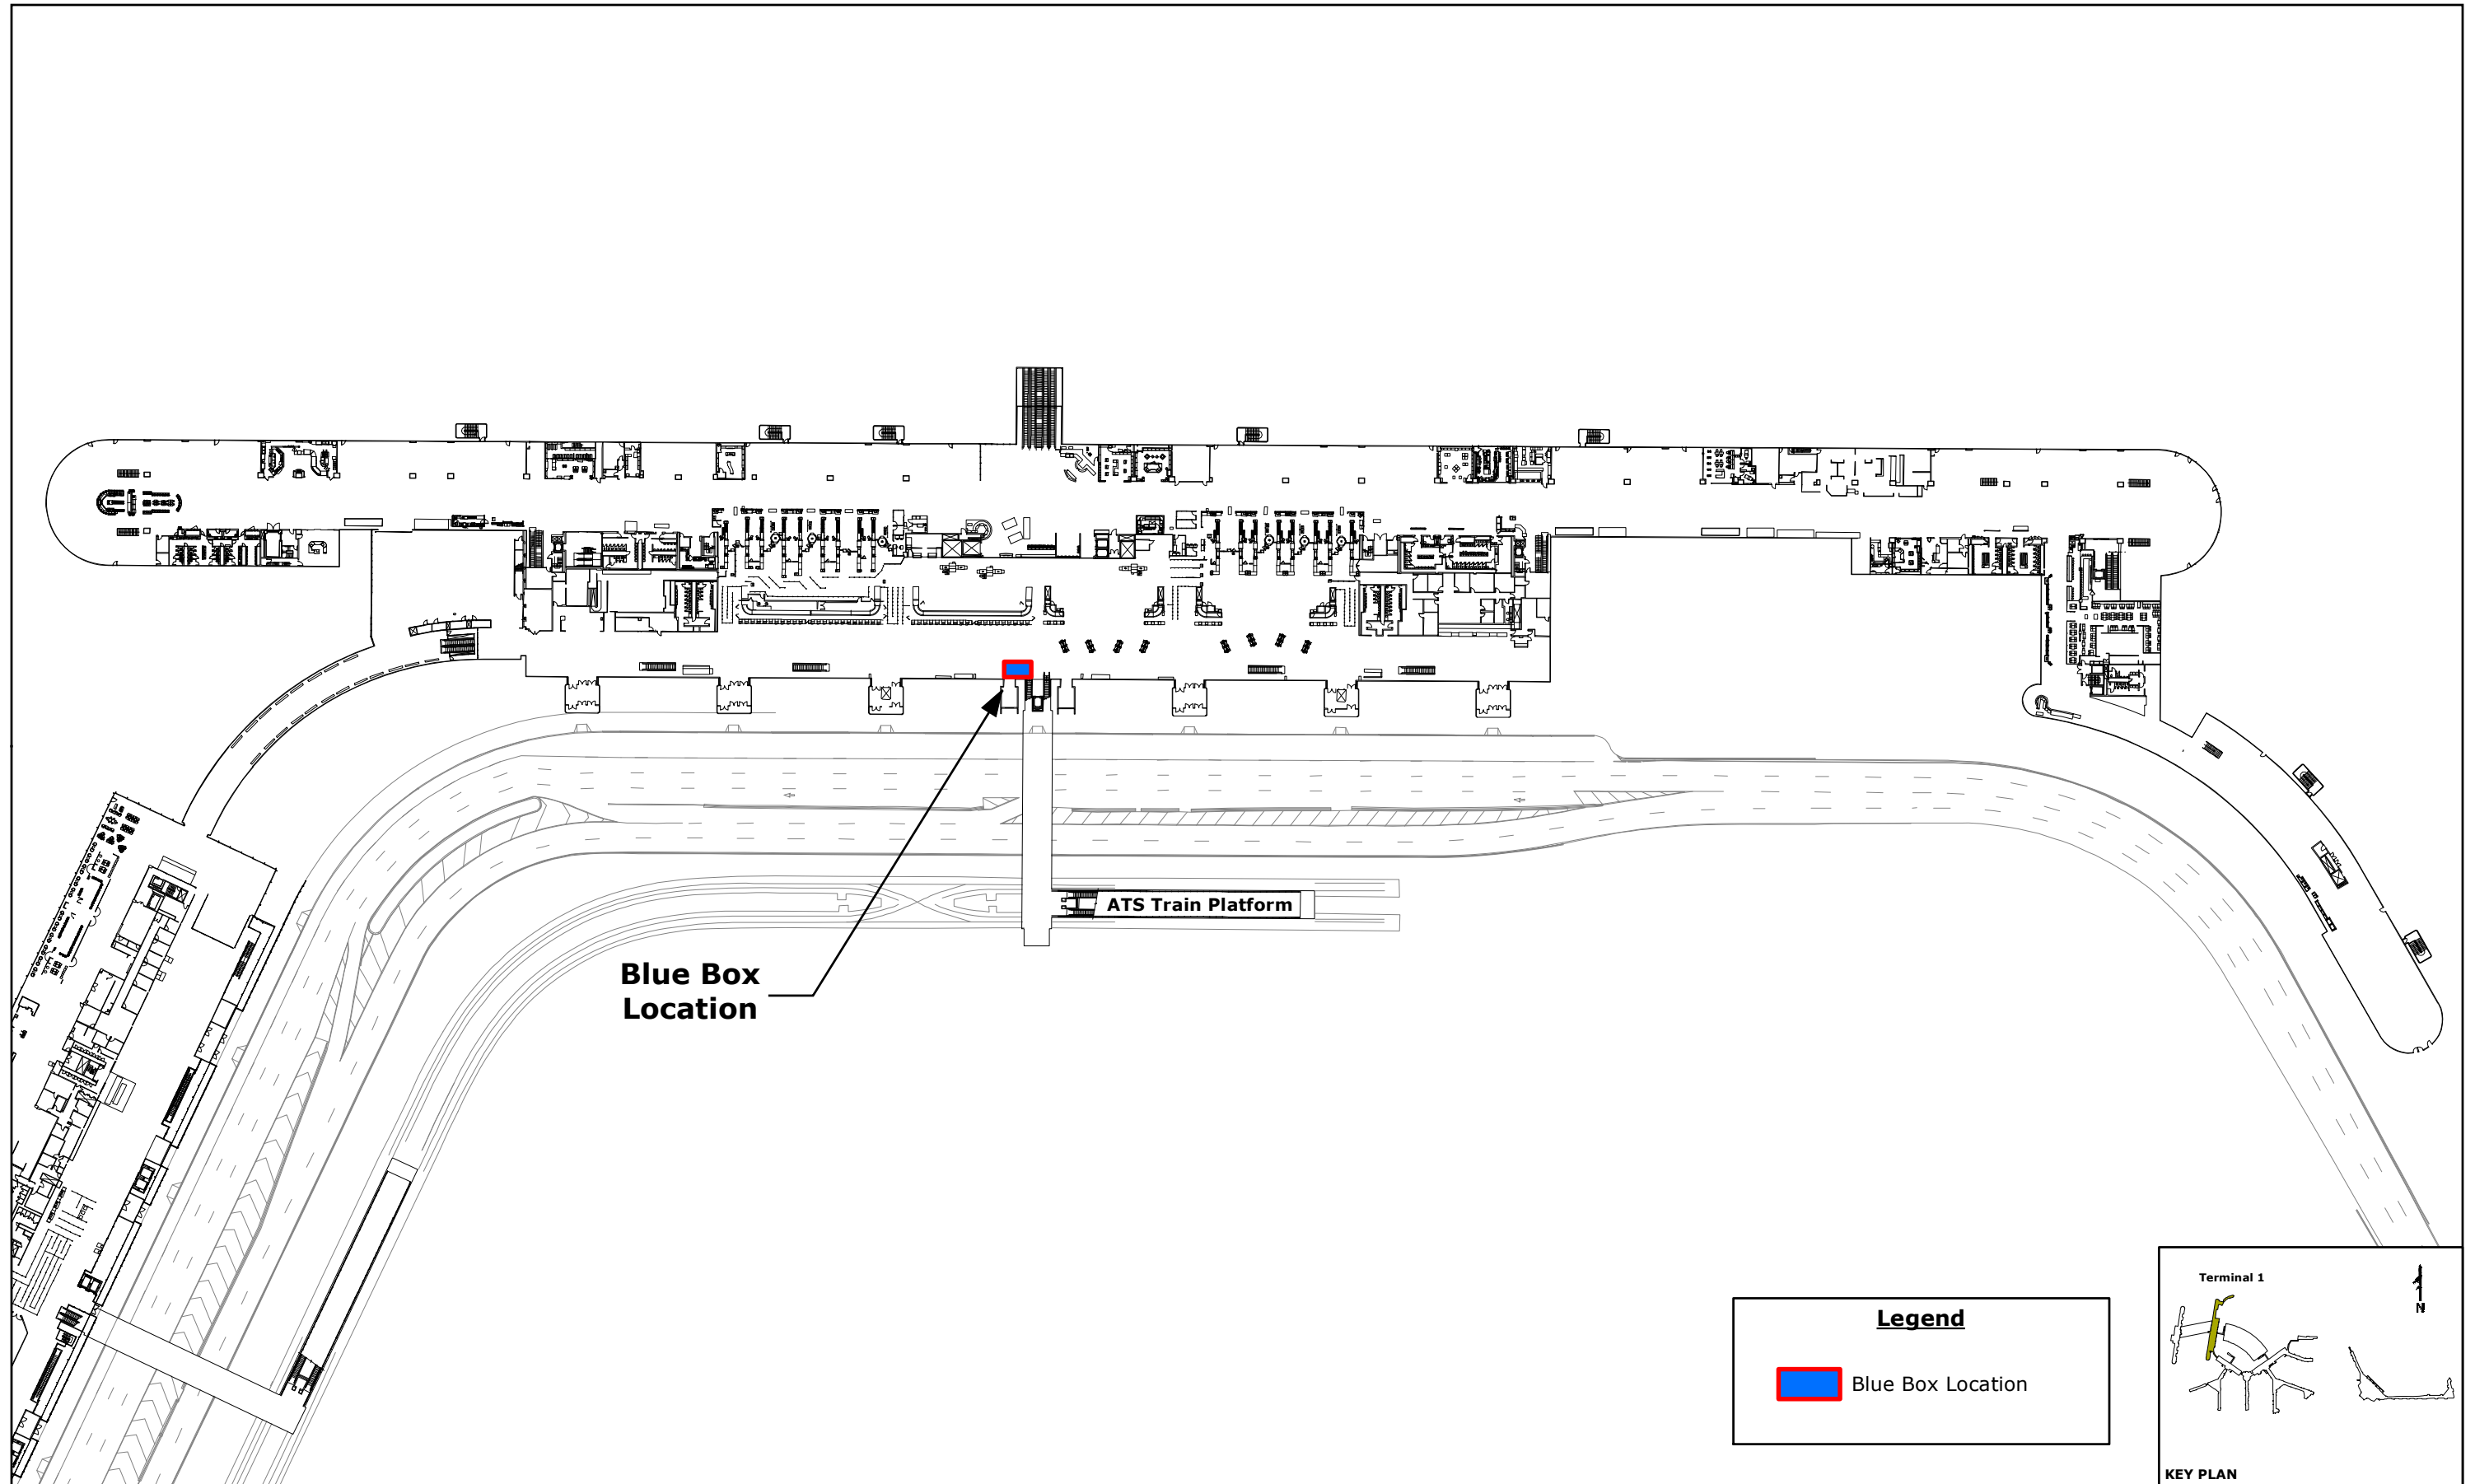 ATS Train Platform
Blue Box
Location
Legend
Blue Box Location
Terminal 1
N
KEY PLAN